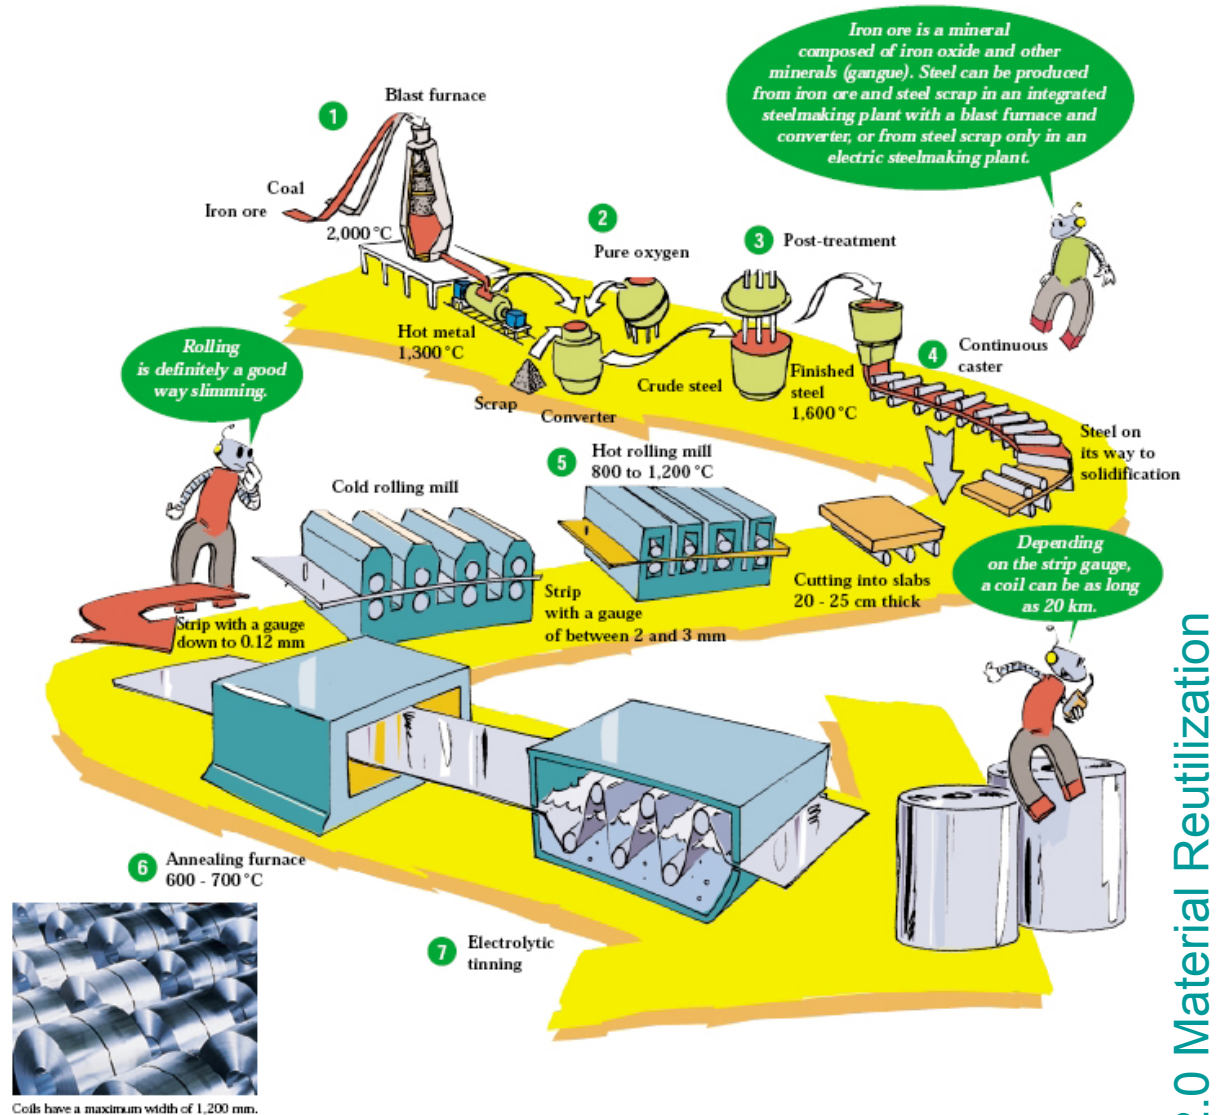 Iron ore is a mineral
composed of iron oxide and other
minerals (gangue). Steel can be produced
from iron ore and steel scrap in an integrated
steelmaking plant with a blast furnace and
converter, or from steel scrap only in an
electric steelmaking plant.
1
Blast furnace
Coal
Iron ore
2,000 °C
2
Pure oxygen
3
Post-treatment
Hot metal
1,300 °C
Scrap
Converter
Crude steel
Finished
steel
1,600 °C
4
Continuous
caster
Steel on
its way to
solidification
Rolling
is definitely a good
way slimming.
5
Hot rolling mill
800 to 1,200 °C
Cold rolling mill
Cutting into slabs
20 - 25 cm thick
Strip
with a gauge
of between 2 and 3 mm
Strip with a gauge
down to 0.12 mm
Depending
on the strip gauge,
a coil can be as long
as 20 km.
6
Annealing furnace
600 - 700 °C
7
Electrolytic
tinning
Coils have a maximum width of 1,200 mm.
.0 Material Reutilization